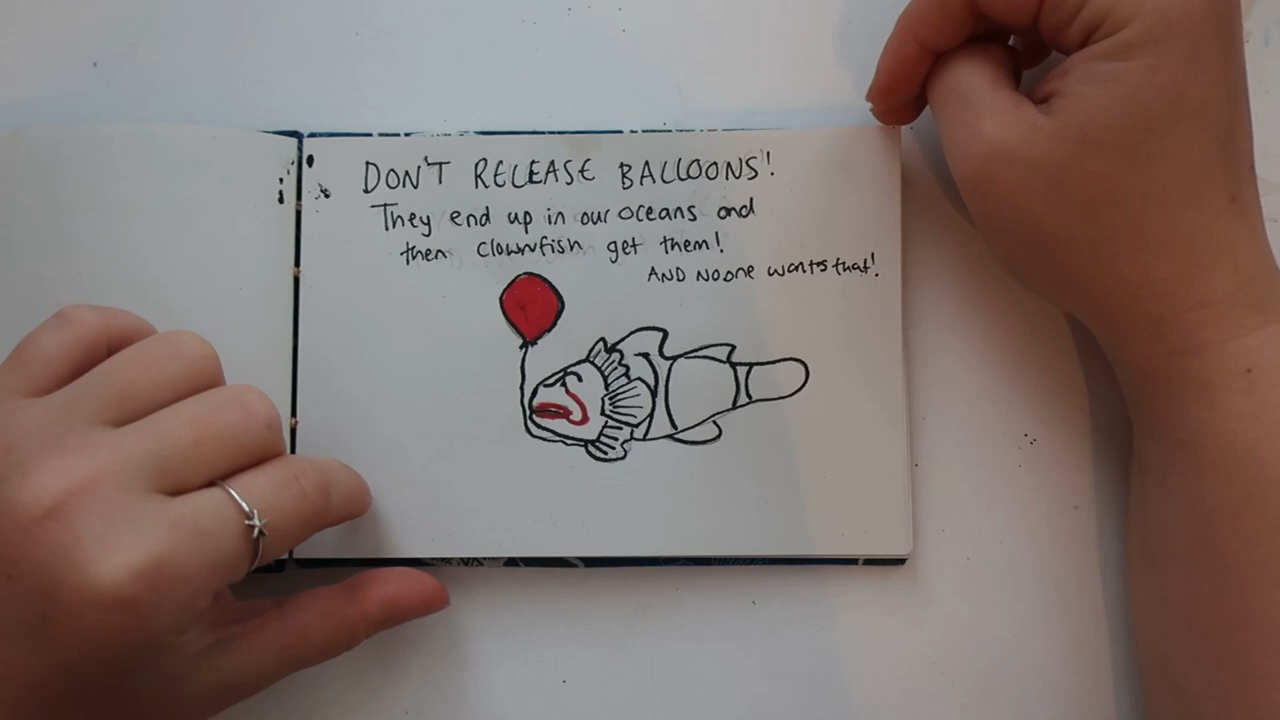 DON'T RELEASE BALLOONS!
They end up in our oceans and
then clownfish get them!
AND NOONE wants that!